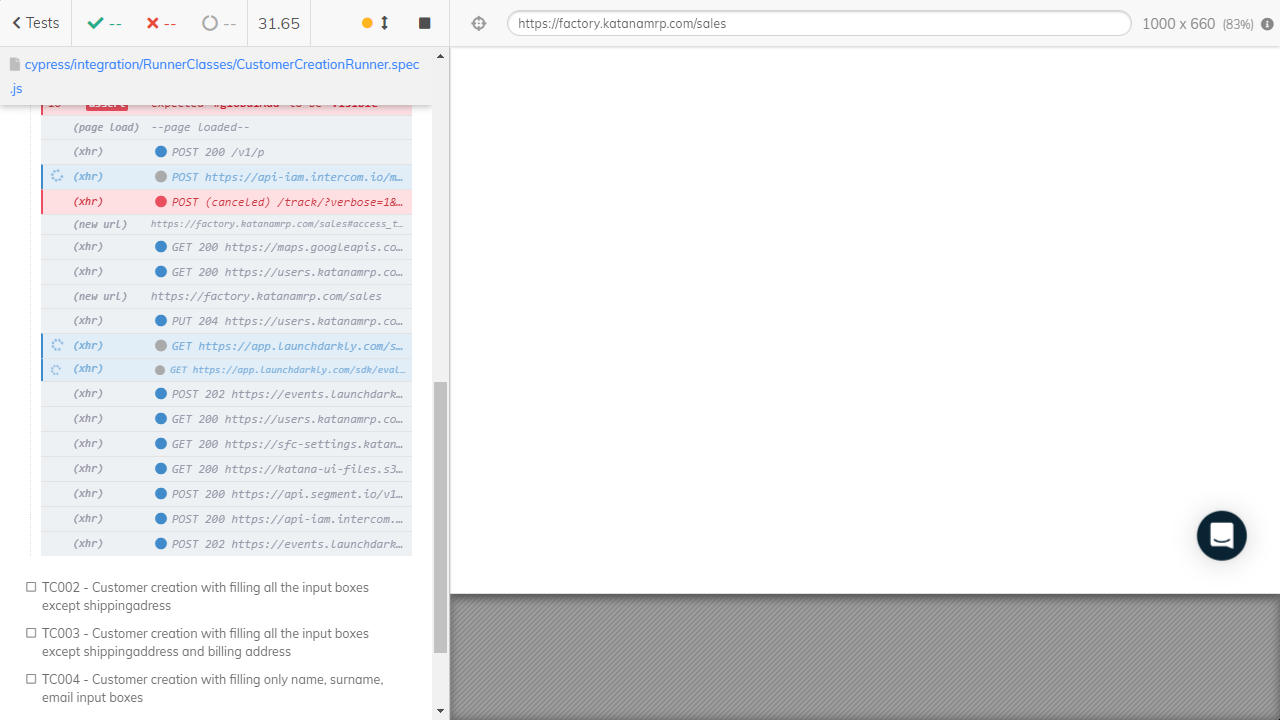 Tests
--
--
--
31.65
https://factory.katanamrp.com/sales
1000 x 660 (83%)
cypress/integration/RunnerClasses/CustomerCreationRunner.spec
.js
expected #globalAdd to be visible
(page load) --page loaded--
(xhr) POST 200 /v1/p
(xhr) POST https://api-iam.intercom.io/m…
(xhr) POST (canceled) /track/?verbose=1&…
(new url) https://factory.katanamrp.com/sales#access_t…
(xhr) GET 200 https://maps.googleapis.co…
(xhr) GET 200 https://users.katanamrp.co…
(new url) https://factory.katanamrp.com/sales
(xhr) PUT 204 https://users.katanamrp.co…
(xhr) GET https://app.launchdarkly.com/s…
(xhr) GET https://app.launchdarkly.com/sdk/eval…
(xhr) POST 202 https://events.launchdark…
(xhr) GET 200 https://users.katanamrp.co…
(xhr) GET 200 https://sfc-settings.katan…
(xhr) GET 200 https://katana-ui-files.s3…
(xhr) POST 200 https://api.segment.io/v1…
(xhr) POST 200 https://api-iam.intercom.…
(xhr) POST 202 https://events.launchdark…
TC002 - Customer creation with filling all the input boxes
except shippingadress
TC003 - Customer creation with filling all the input boxes
except shippingaddress and billing address
TC004 - Customer creation with filling only name, surname,
email input boxes